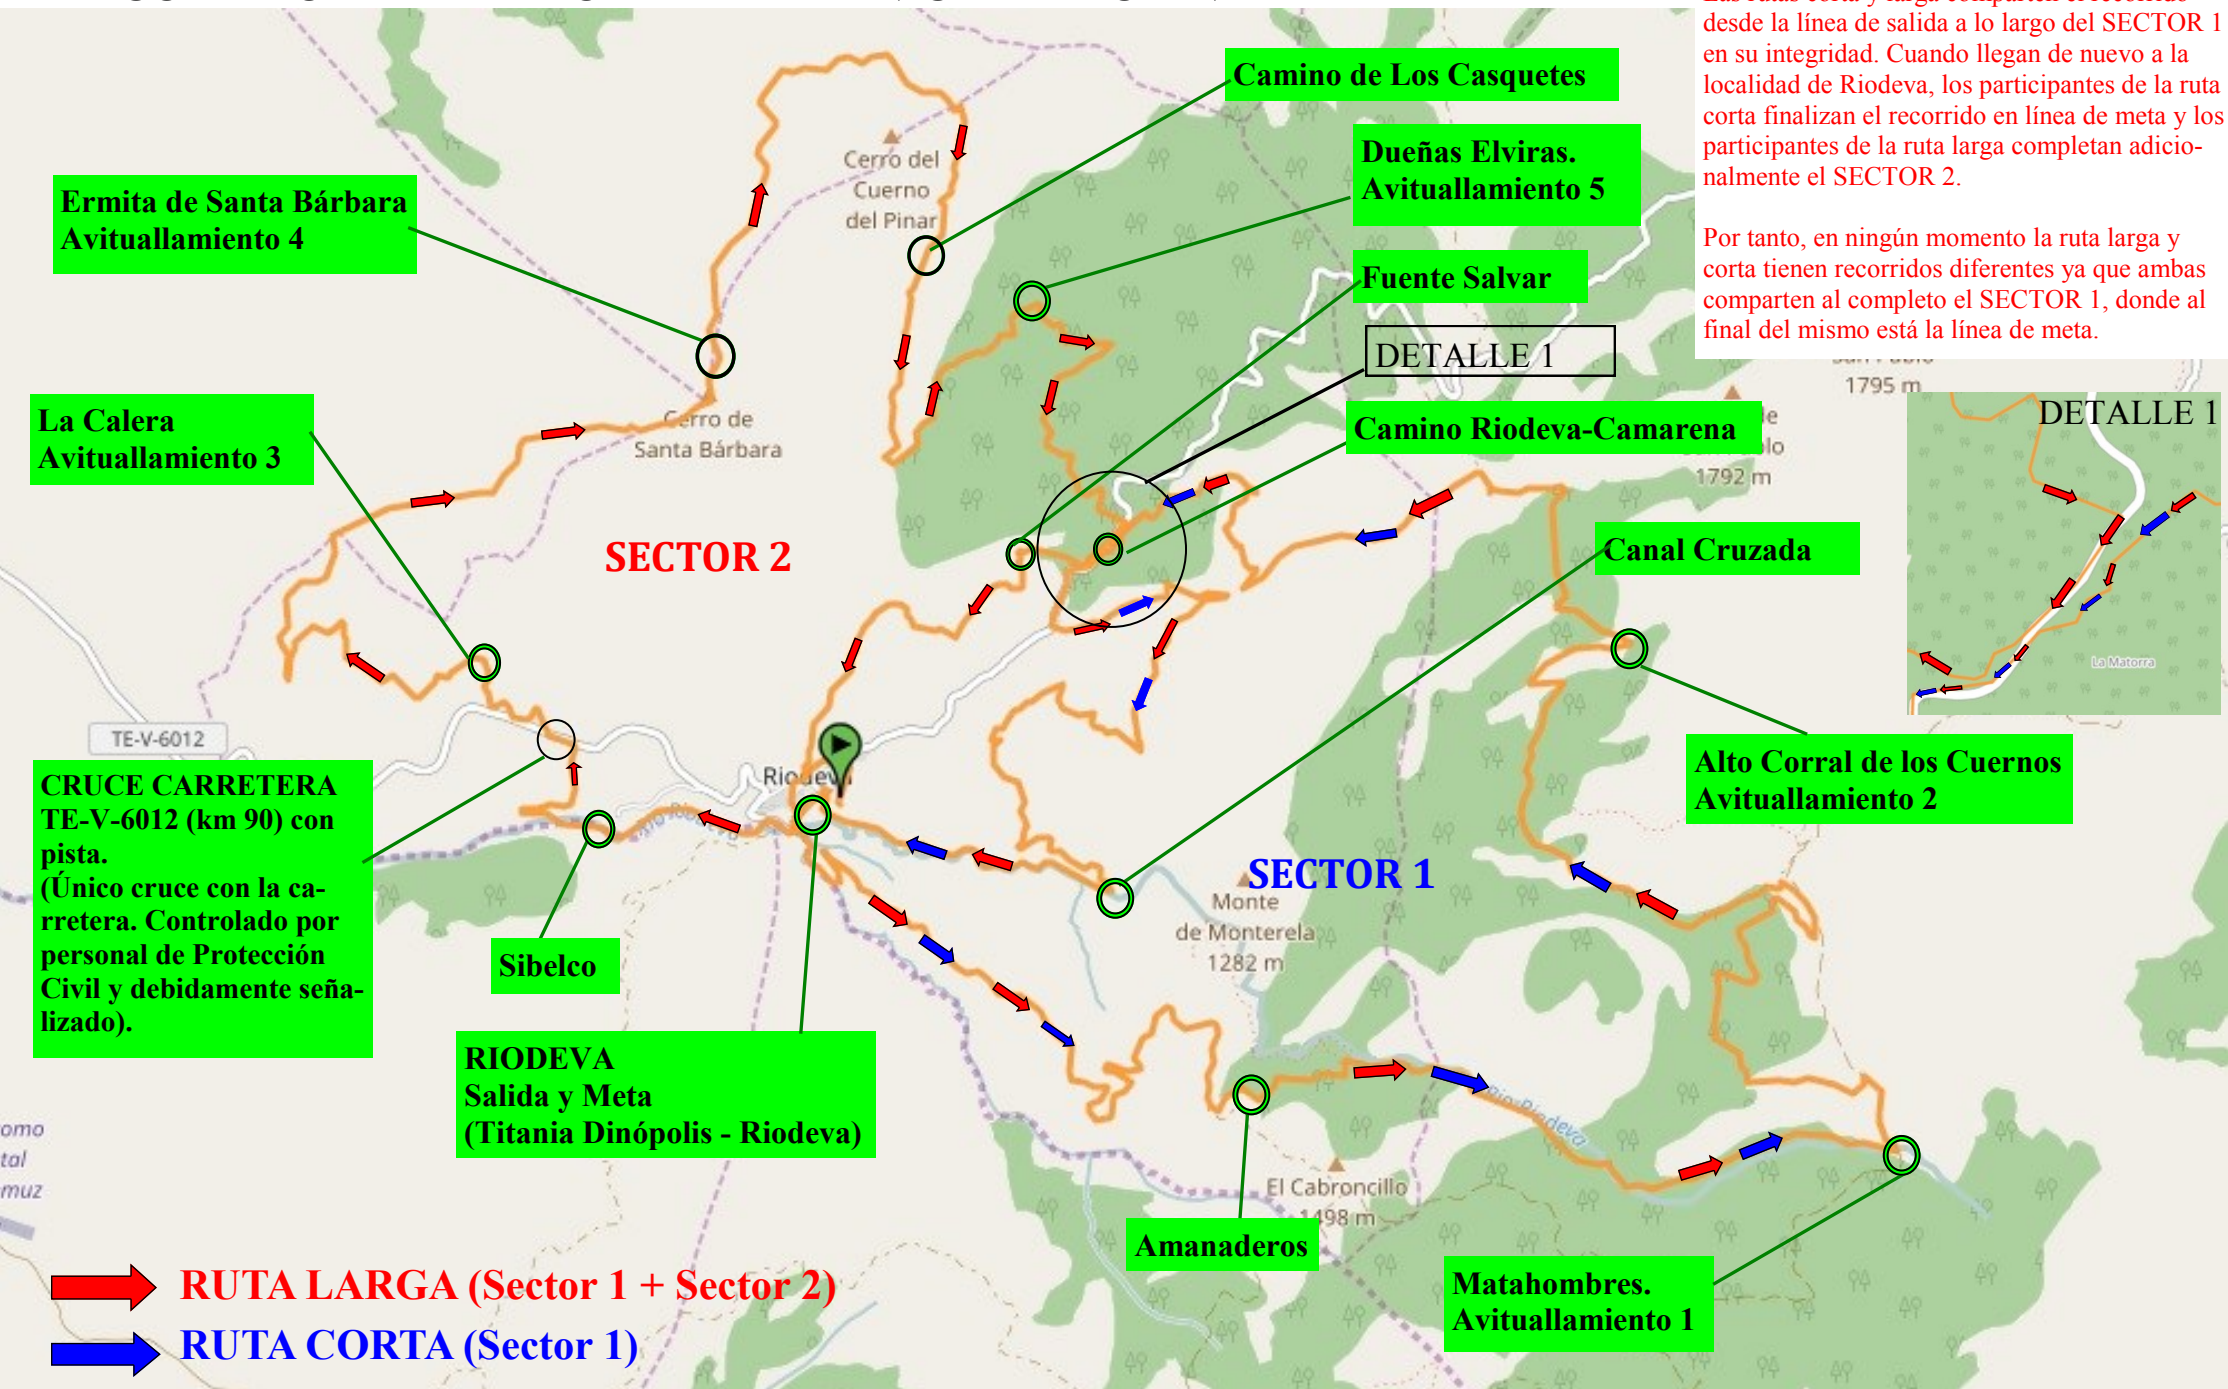 desde la línea de salida a lo largo del SECTOR 1
en su integridad. Cuando llegan de nuevo a la
localidad de Riodeva, los participantes de la ruta
corta finalizan el recorrido en línea de meta y los
participantes de la ruta larga completan adicio-
nalmente el SECTOR 2.
Por tanto, en ningún momento la ruta larga y
corta tienen recorridos diferentes ya que ambas
comparten al completo el SECTOR 1, donde al
final del mismo está la línea de meta.
Camino de Los Casquetes
Dueñas Elviras.
Avituallamiento 5
Cerro del
Cuerno
del Pinar
Ermita de Santa Bárbara
Avituallamiento 4
Fuente Salvar
DETALLE 1
1795 m
DETALLE 1
La Calera
Avituallamiento 3
Cerro de
Santa Bárbara
Camino Riodeva-Camarena
1792 m
SECTOR 2
Canal Cruzada
La Matorra
TE-V-6012
Riodeva
Alto Corral de los Cuernos
Avituallamiento 2
CRUCE CARRETERA
TE-V-6012 (km 90) con
pista.
(Único cruce con la ca-
rretera. Controlado por
personal de Protección
Civil y debidamente seña-
lizado).
SECTOR 1
Monte
de Monterela
1282 m
Sibelco
RIODEVA
Salida y Meta
(Titania Dinópolis - Riodeva)
Río Riodeva
El Cabroncillo
1498 m
Amanaderos
Matahombres.
Avituallamiento 1
omo
tal
muz
RUTA LARGA (Sector 1 + Sector 2)
RUTA CORTA (Sector 1)